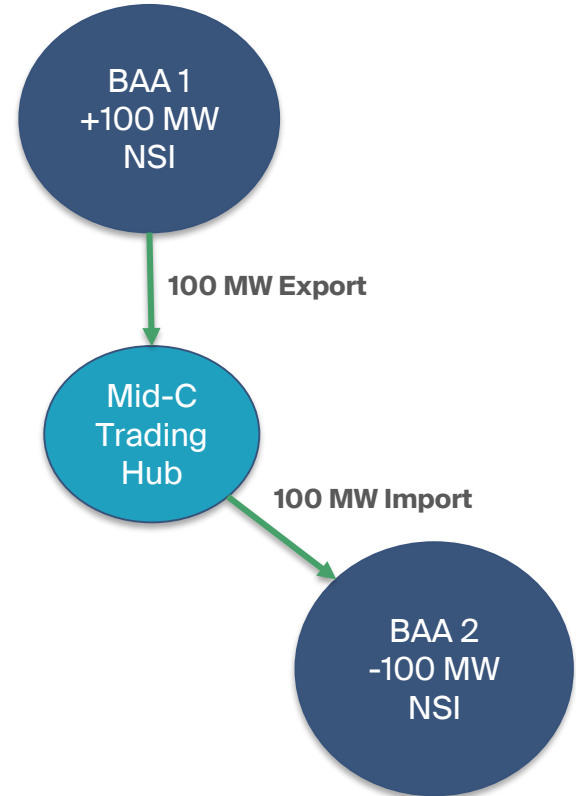 BAA 1
+100 MW
NSI
100 MW Export
Mid-C
Trading
Hub
100 MW Import
BAA 2
-100 MW
NSI